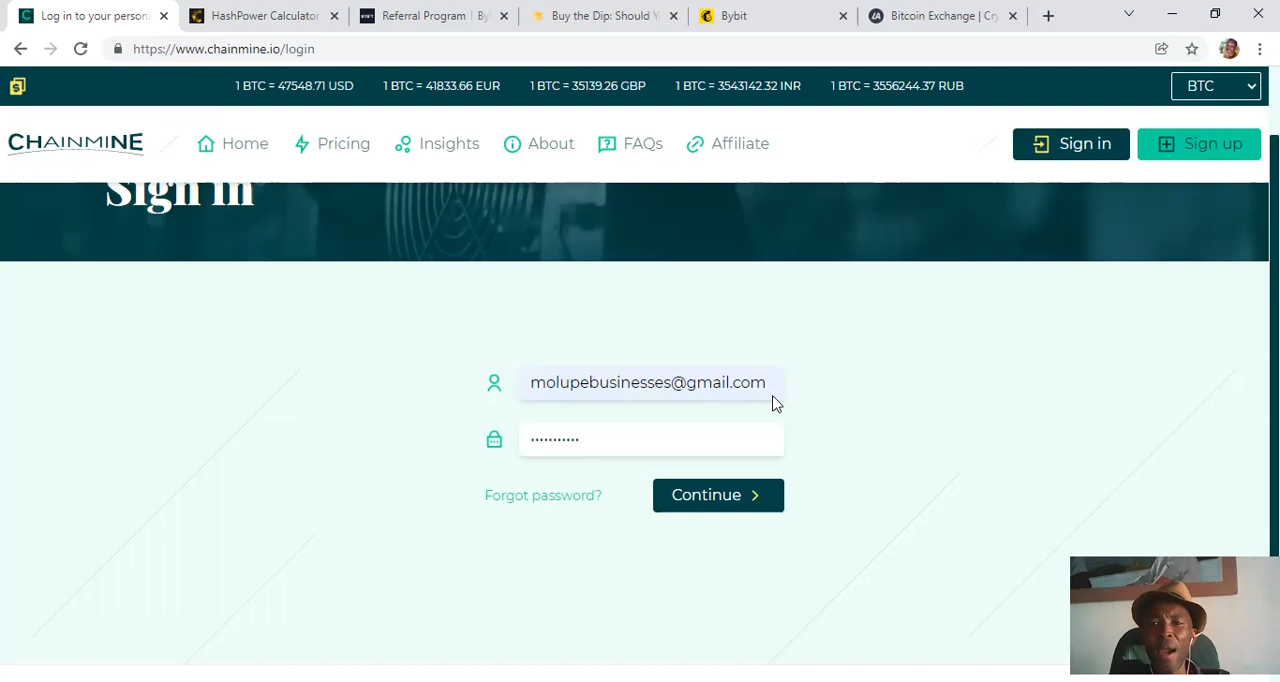 Log in to your persona
HashPower Calculator
Referral Program | Byb
Buy the Dip: Should Y
Bybit
Bitcoin Exchange | Cry
https://www.chainmine.io/login
1 BTC = 47548.71 USD 1 BTC = 41833.66 EUR 1 BTC = 35139.26 GBP 1 BTC = 3543142.32 INR 1 BTC = 3556244.37 RUB BTC
CHAINMINE Home Pricing Insights About FAQs Affiliate Sign in Sign up
Sign in
molupebusinesses@gmail.com
Forgot password? Continue